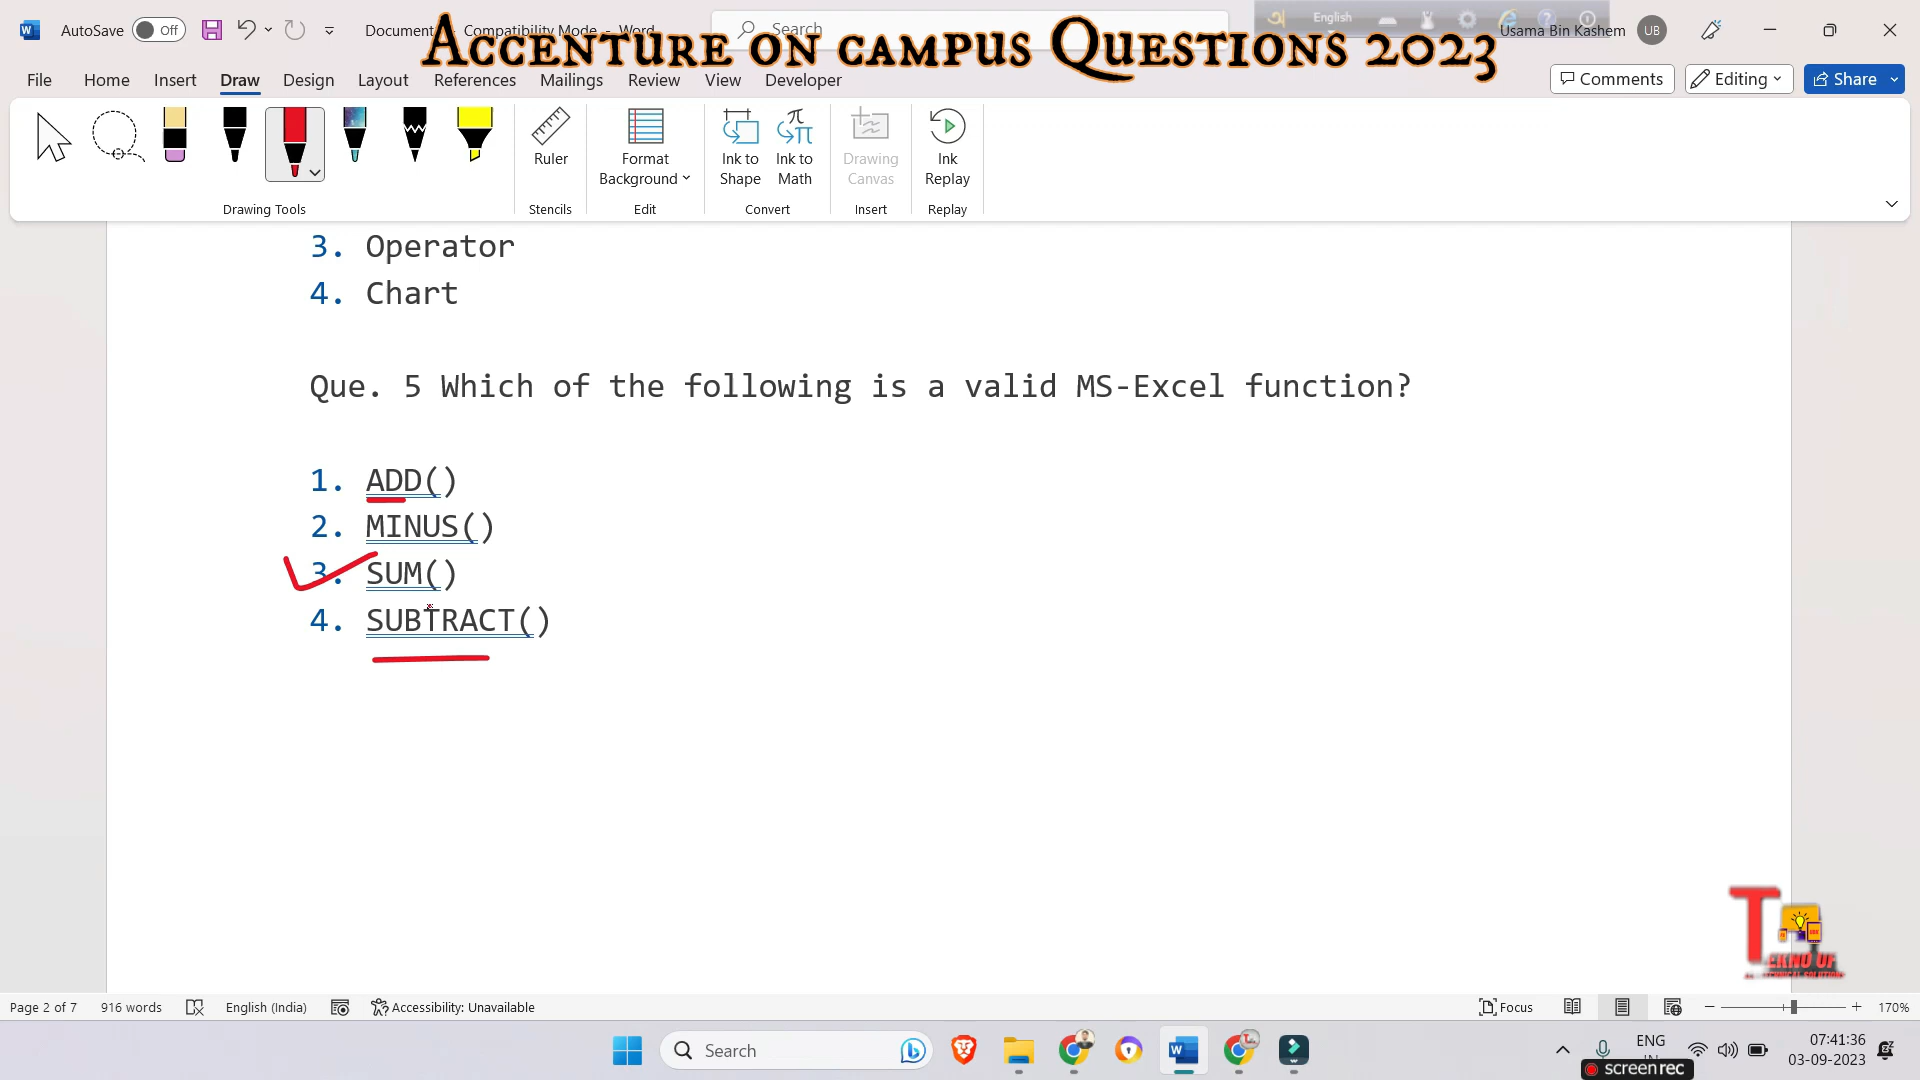 AutoSave Off Document Compatibility Mode - Word Search Usama Bin Kashem UB
ACCENTURE ON CAMPUS QUESTIONS 2023
English
File Home Insert Draw Design Layout References Mailings Review View Developer Comments Editing Share
Ruler Format Background Ink to Shape Ink to Math Drawing Canvas Ink Replay
Drawing Tools Stencils Edit Convert Insert Replay
3. Operator
4. Chart
Que. 5 Which of the following is a valid MS-Excel function?
1. ADD()
2. MINUS()
3. SUM()
4. SUBTRACT()
Page 2 of 7 916 words English (India) Accessibility: Unavailable Focus 170%
Search ENG 07:41:36
03-09-2023
screenrec